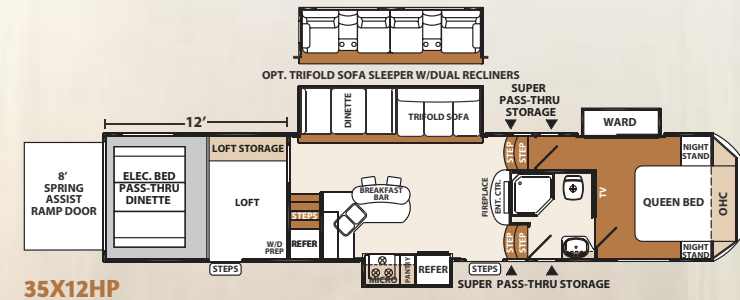 OPT. TRIFOLD SOFA SLEEPER W/DUAL RECLINERS
SUPER
PASS-THRU
STORAGE
12’
DINETTE
TRIFOLD SOFA
WARD
LOFT STORAGE
STEP
STEP
NIGHT
STAND
8’
SPRING
ASSIST
RAMP DOOR
ELEC. BED
PASS-THRU
DINETTE
LOFT
STEPS
BREAKFAST
BAR
FIREPLACE
ENT. CTR.
TV
QUEEN BED
OHC
W/D
PREP
REFER
STEP
STEP
NIGHT
STAND
STEPS
MICRO
PANTRY
REFER
STEPS
SUPER PASS-THRU STORAGE
35X12HP